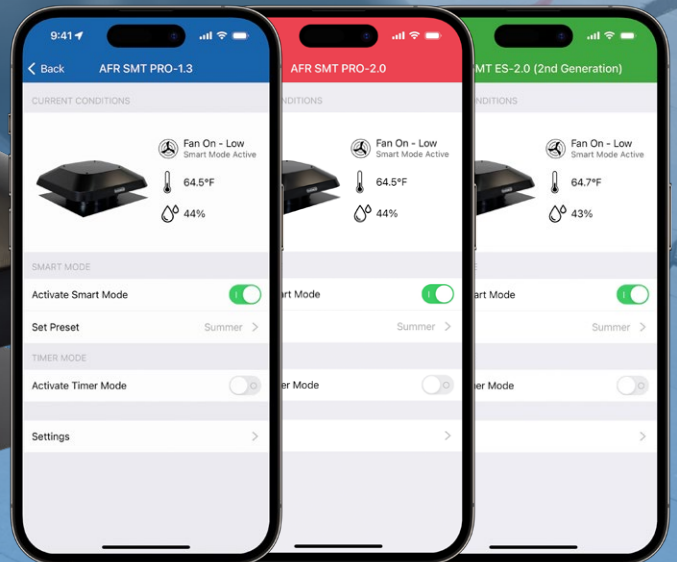 9:41
Back AFR SMT PRO-1.3
CURRENT CONDITIONS
Fan On - Low
Smart Mode Active
64.5°F
44%
SMART MODE
Activate Smart Mode
Set Preset Summer
TIMER MODE
Activate Timer Mode
Settings
AFR SMT PRO-2.0
NDITIONS
Fan On - Low
Smart Mode Active
64.5°F
44%
art Mode
Summer
er Mode
MT ES-2.0 (2nd Generation)
NDITIONS
Fan On - Low
Smart Mode Active
64.7°F
43%
E
art Mode
Summer
er Mode